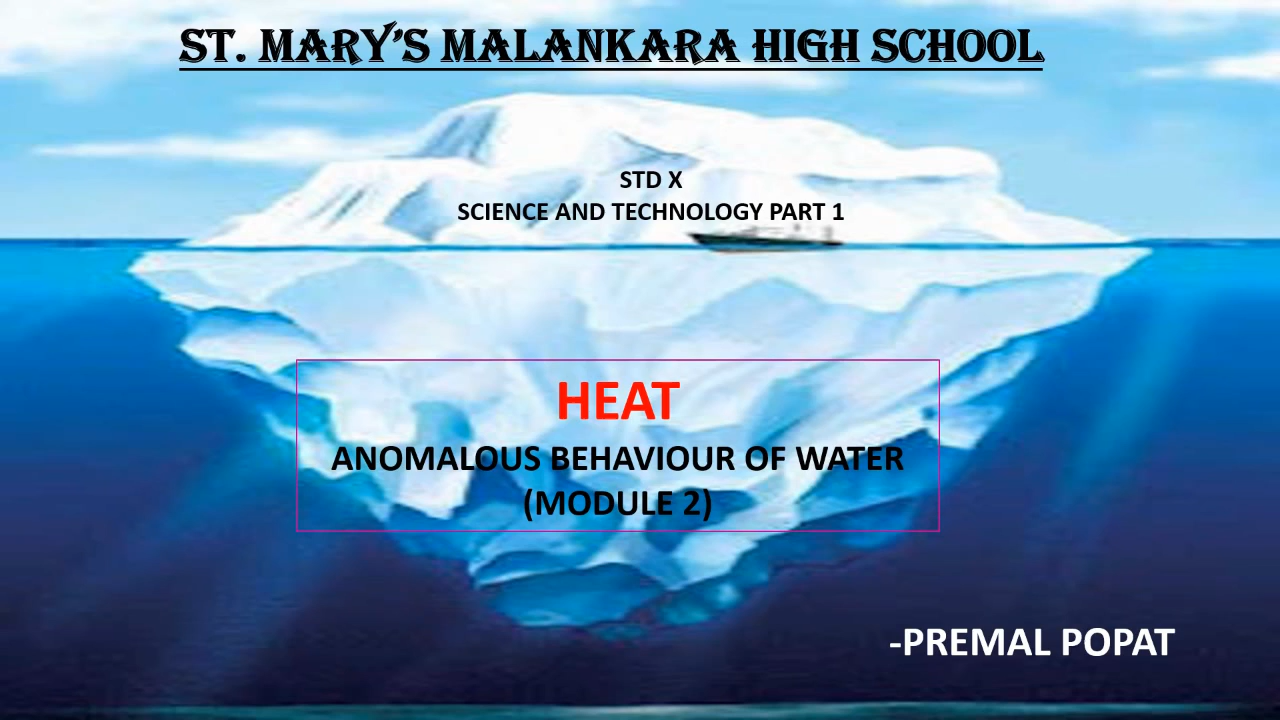 ST. MARY'S MALANKARA HIGH SCHOOL
STD X
SCIENCE AND TECHNOLOGY PART 1
HEAT
ANOMALOUS BEHAVIOUR OF WATER
(MODULE 2)
-PREMAL POPAT